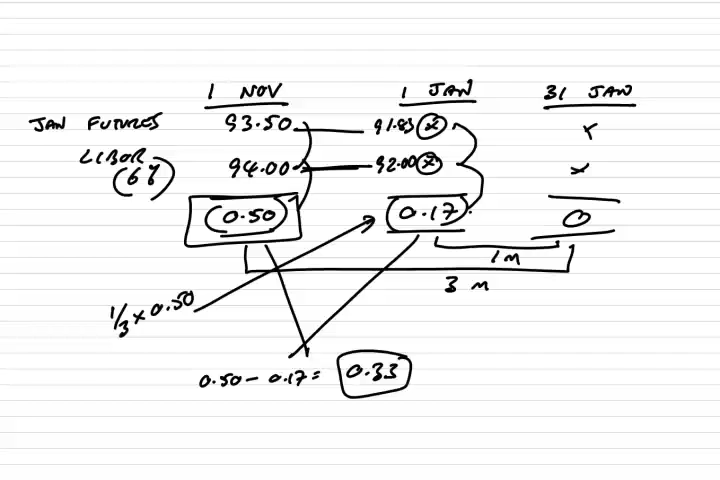 1 NOV 1 JAN 31 JAN
JAN FUTURES 93.50 91.83 x x
LIBOR 94.00 92.00 x x
(6%)
(0.50) (0.17) 0
1 M
3 M
1/3 x 0.50
0.50 - 0.17 = 0.33